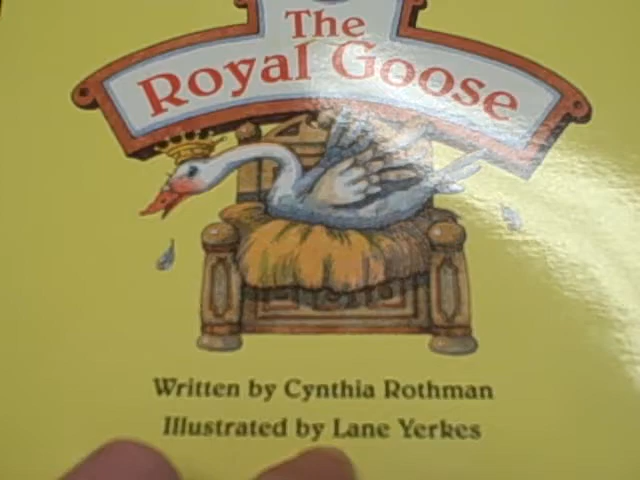 The
Royal Goose
Written by Cynthia Rothman
Illustrated by Lane Yerkes